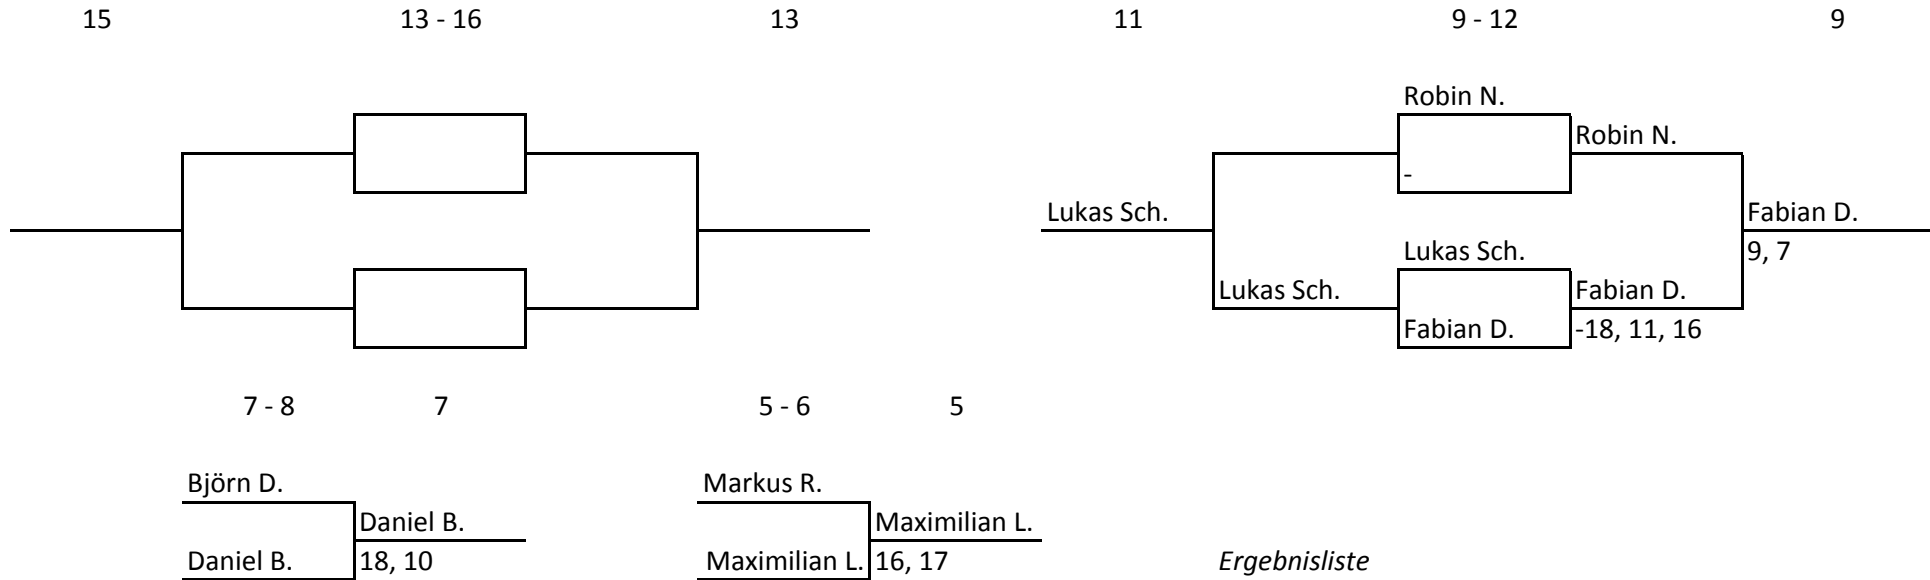 15 13 - 16 13 11 9 - 12 9
Robin N.
Robin N.
-
Lukas Sch. Fabian D.
Lukas Sch. 9, 7
Lukas Sch. Fabian D.
Fabian D. -18, 11, 16
7 - 8 7 5 - 6 5
Björn D. Markus R.
Daniel B. Maximilian L.
Daniel B. 18, 10 Maximilian L. 16, 17 Ergebnisliste